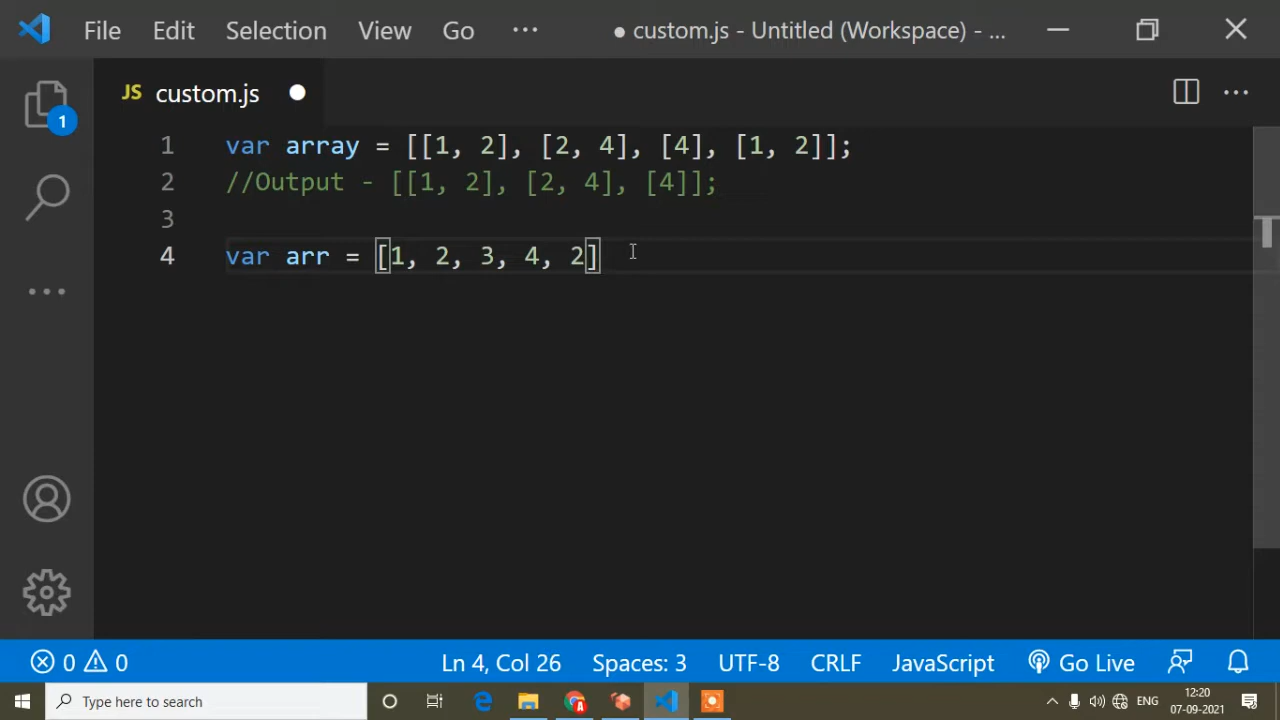 File Edit Selection View Go ··· ● custom.js - Untitled (Workspace) - ...
JS custom.js
1
1 var array = [[1, 2], [2, 4], [4], [1, 2]];
2 //Output - [[1, 2], [2, 4], [4]];
3
4 var arr = [1, 2, 3, 4, 2]
0 0 Ln 4, Col 26 Spaces: 3 UTF-8 CRLF JavaScript Go Live
Type here to search ENG 12:20
07-09-2021